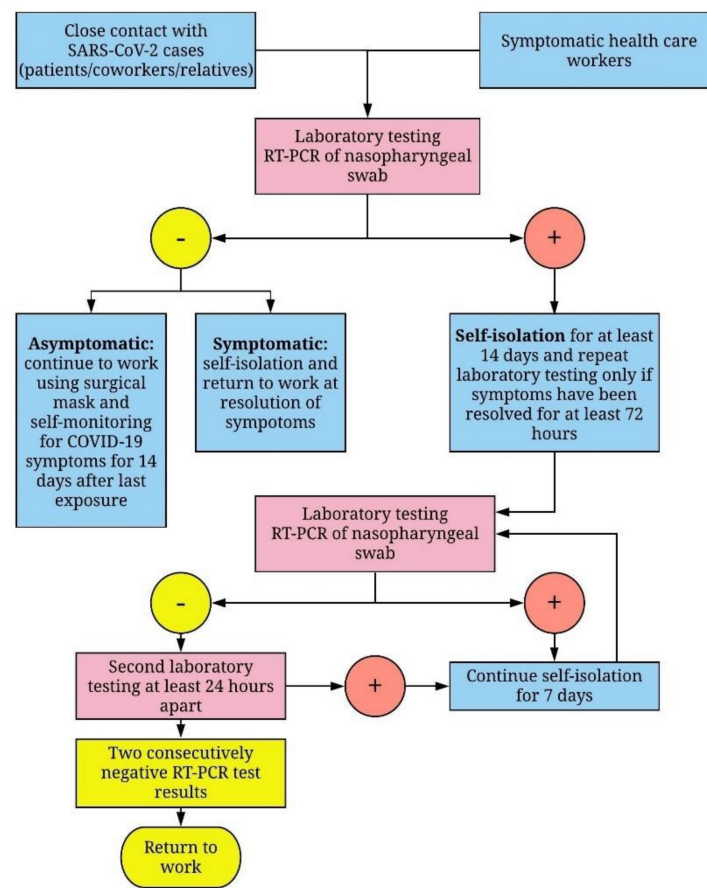 Close contact with
SARS-CoV-2 cases
(patients/coworkers/relatives)
Symptomatic health care
workers
Laboratory testing
RT-PCR of nasopharyngeal
swab
-
+
Asymptomatic:
continue to work
using surgical
mask and
self-monitoring
for COVID-19
symptoms for 14
days after last
exposure
Symptomatic:
self-isolation and
return to work at
resolution of
sympotoms
Self-isolation for at least
14 days and repeat
laboratory testing only if
symptoms have been
resolved for at least 72
hours
Laboratory testing
RT-PCR of nasopharyngeal
swab
-
+
Second laboratory
testing at least 24 hours
apart
+
Continue self-isolation
for 7 days
Two consecutively
negative RT-PCR test
results
Return to
work